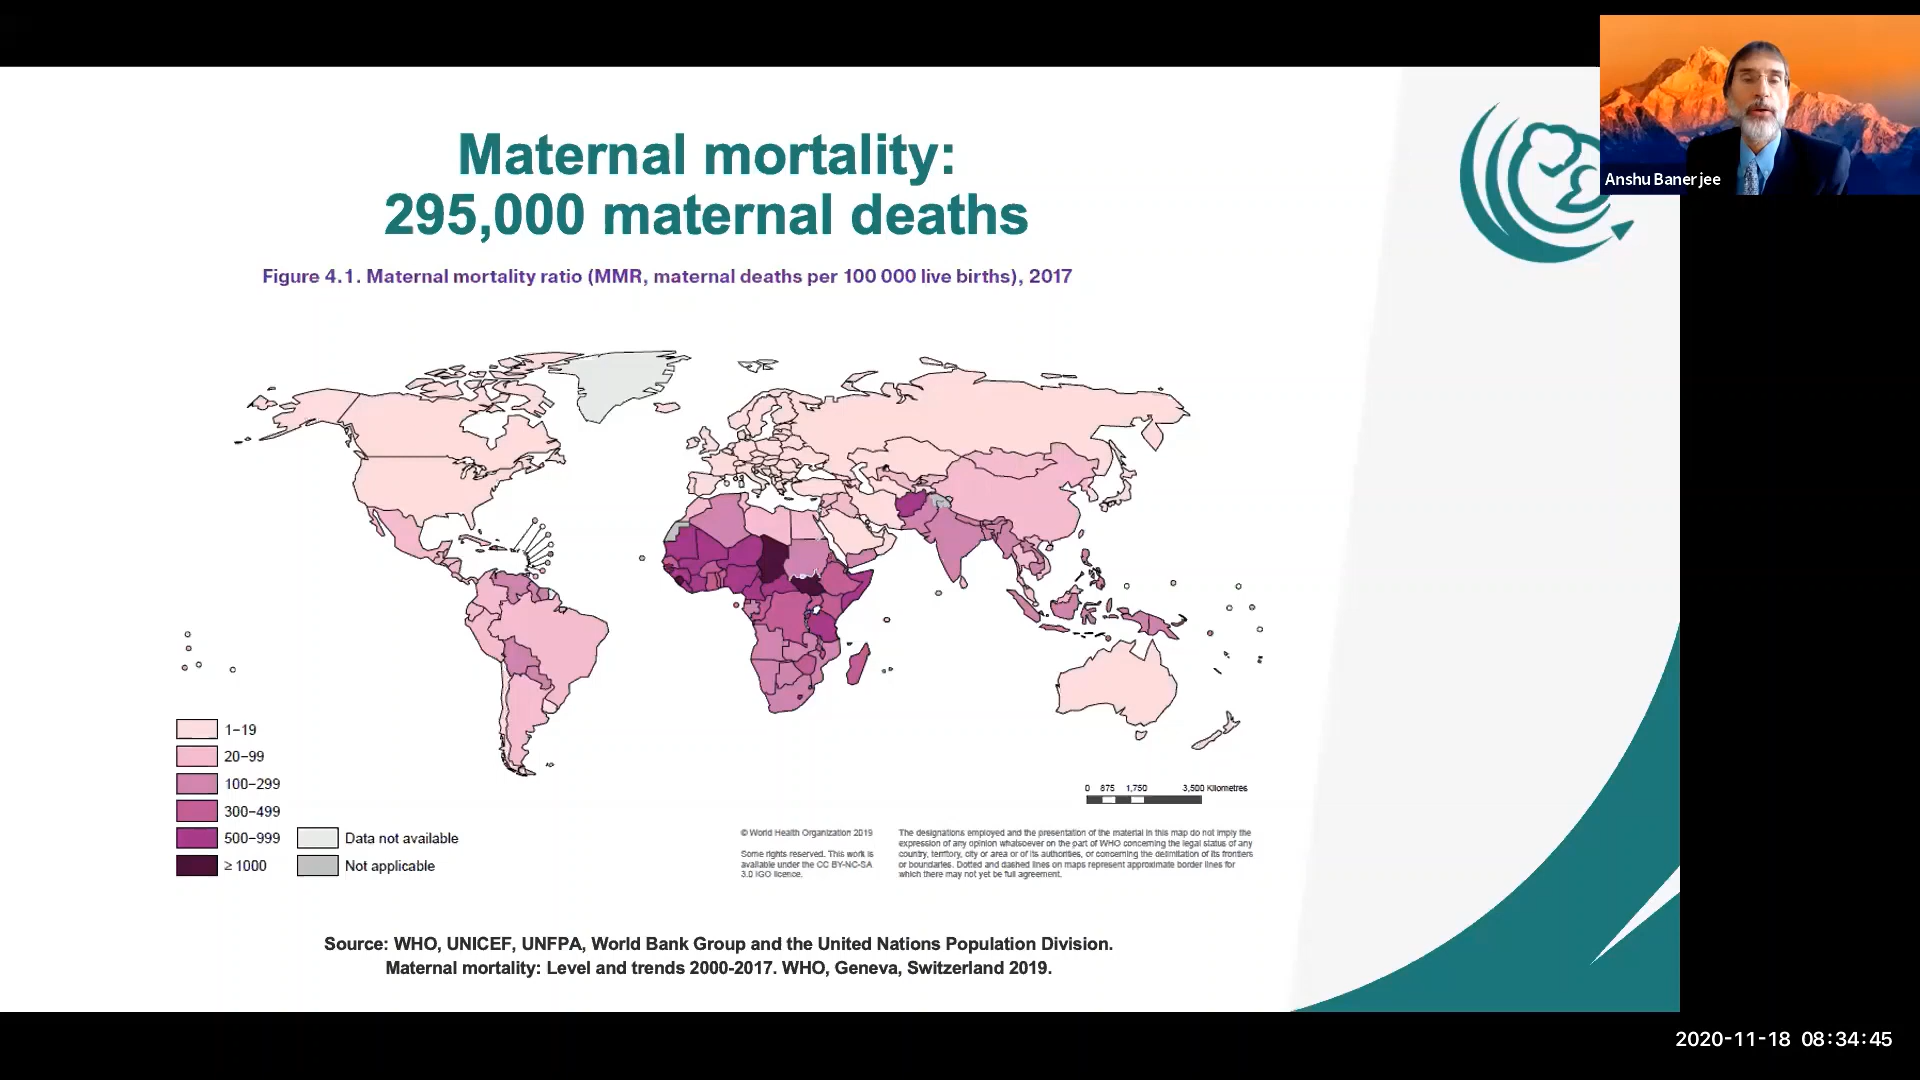 Maternal mortality:
295,000 maternal deaths
Figure 4.1. Maternal mortality ratio (MMR, maternal deaths per 100 000 live births), 2017
Anshu Banerjee
1–19
20–99
100–299
300–499
500–999
≥ 1000
Data not available
Not applicable
0 875 1,750 3,500 Kilometres
© World Health Organization 2019
Some rights reserved. This work is
available under the CC BY-NC-SA
3.0 IGO licence.
The designations employed and the presentation of the material in this map do not imply the
expression of any opinion whatsoever on the part of WHO concerning the legal status of any
country, territory, city or area or of its authorities, or concerning the delimitation of its frontiers
or boundaries. Dotted and dashed lines on maps represent approximate border lines for
which there may not yet be full agreement.
Source: WHO, UNICEF, UNFPA, World Bank Group and the United Nations Population Division.
Maternal mortality: Level and trends 2000-2017. WHO, Geneva, Switzerland 2019.
2020-11-18 08:34:45